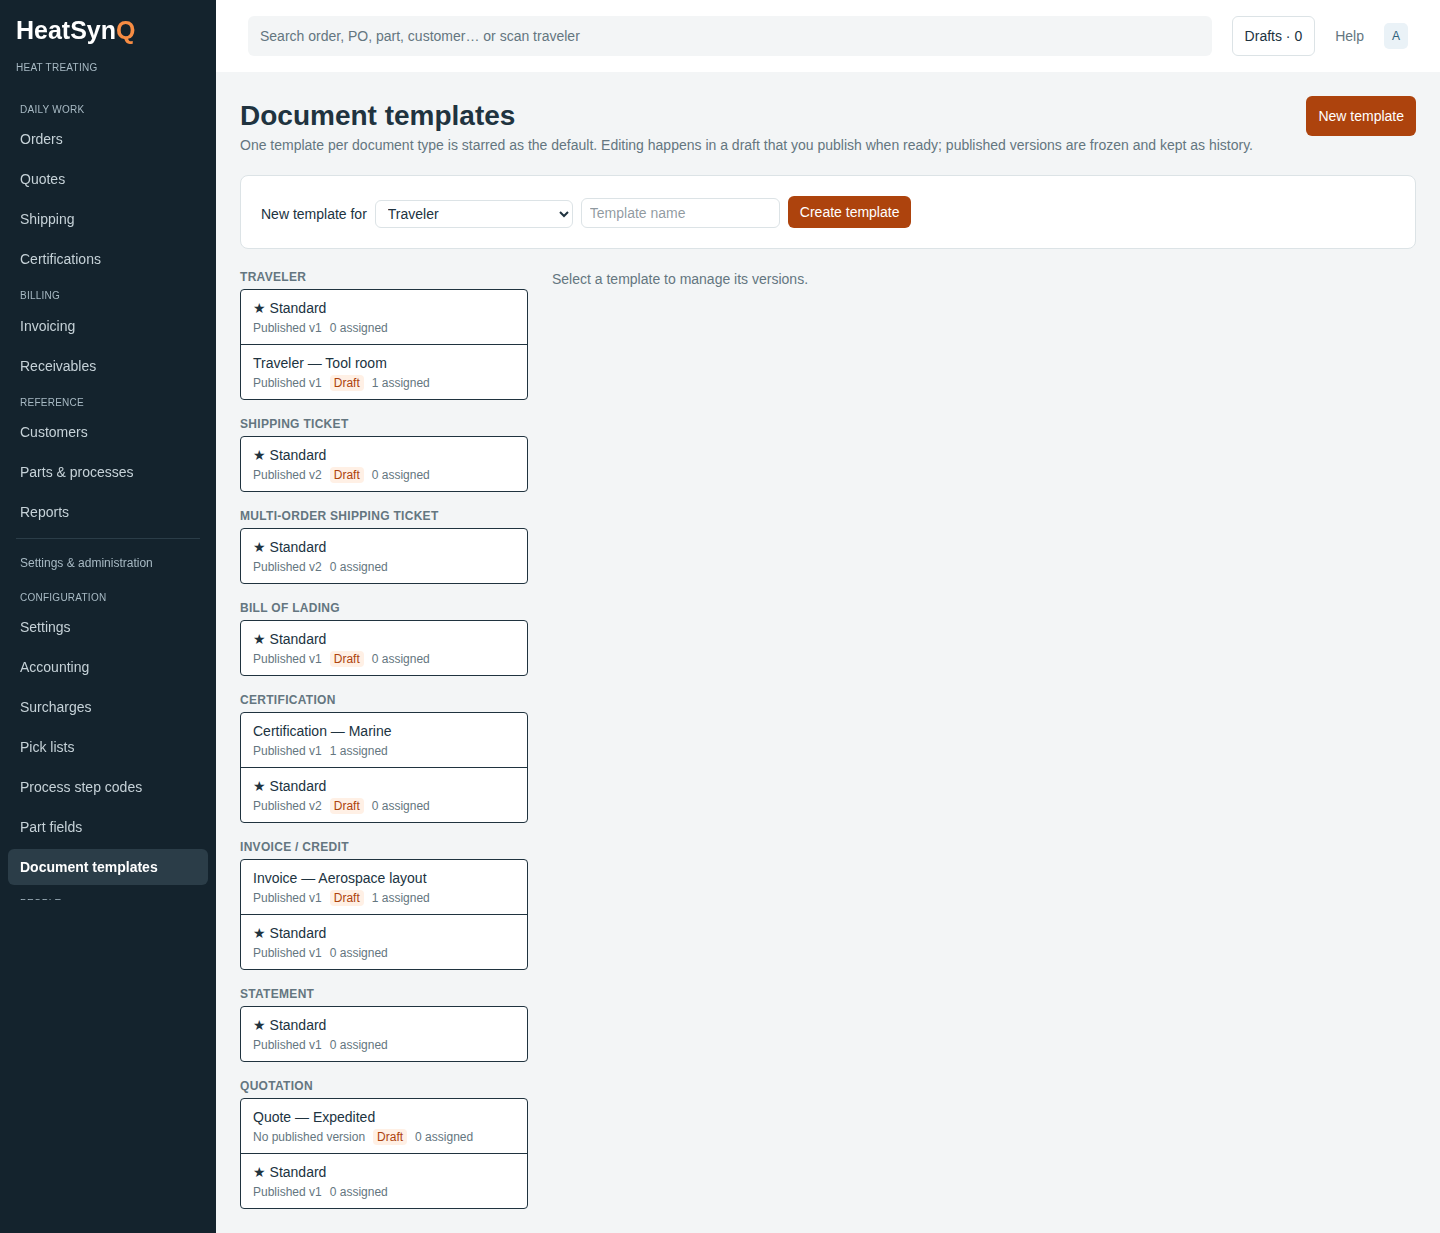 HeatSynQ
HEAT TREATING
DAILY WORK
Orders
Quotes
Shipping
Certifications
BILLING
Invoicing
Receivables
REFERENCE
Customers
Parts & processes
Reports
Settings & administration
CONFIGURATION
Settings
Accounting
Surcharges
Pick lists
Process step codes
Part fields
Document templates
Search order, PO, part, customer… or scan traveler
Drafts · 0
Help
A
Document templates
New template
One template per document type is starred as the default. Editing happens in a draft that you publish when ready; published versions are frozen and kept as history.
New template for
Traveler
Template name
Create template
TRAVELER
★ Standard
Published v1 0 assigned
Traveler — Tool room
Published v1 Draft 1 assigned
SHIPPING TICKET
★ Standard
Published v2 Draft 0 assigned
MULTI-ORDER SHIPPING TICKET
★ Standard
Published v2 0 assigned
BILL OF LADING
★ Standard
Published v1 Draft 0 assigned
CERTIFICATION
Certification — Marine
Published v1 1 assigned
★ Standard
Published v2 Draft 0 assigned
INVOICE / CREDIT
Invoice — Aerospace layout
Published v1 Draft 1 assigned
★ Standard
Published v1 0 assigned
STATEMENT
★ Standard
Published v1 0 assigned
QUOTATION
Quote — Expedited
No published version Draft 0 assigned
★ Standard
Published v1 0 assigned
Select a template to manage its versions.